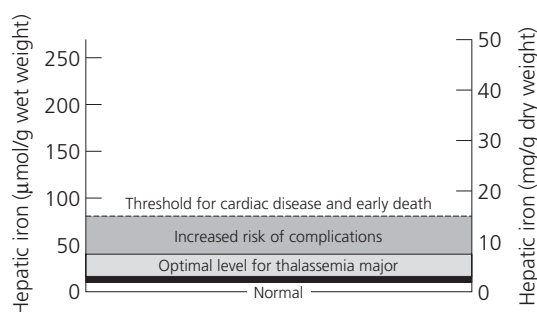 Hepatic iron (μmol/g wet weight)
250
200
150
100
50
0
Threshold for cardiac disease and early death
Increased risk of complications
Optimal level for thalassemia major
Normal
50
40
30
20
10
0
Hepatic iron (mg/g dry weight)